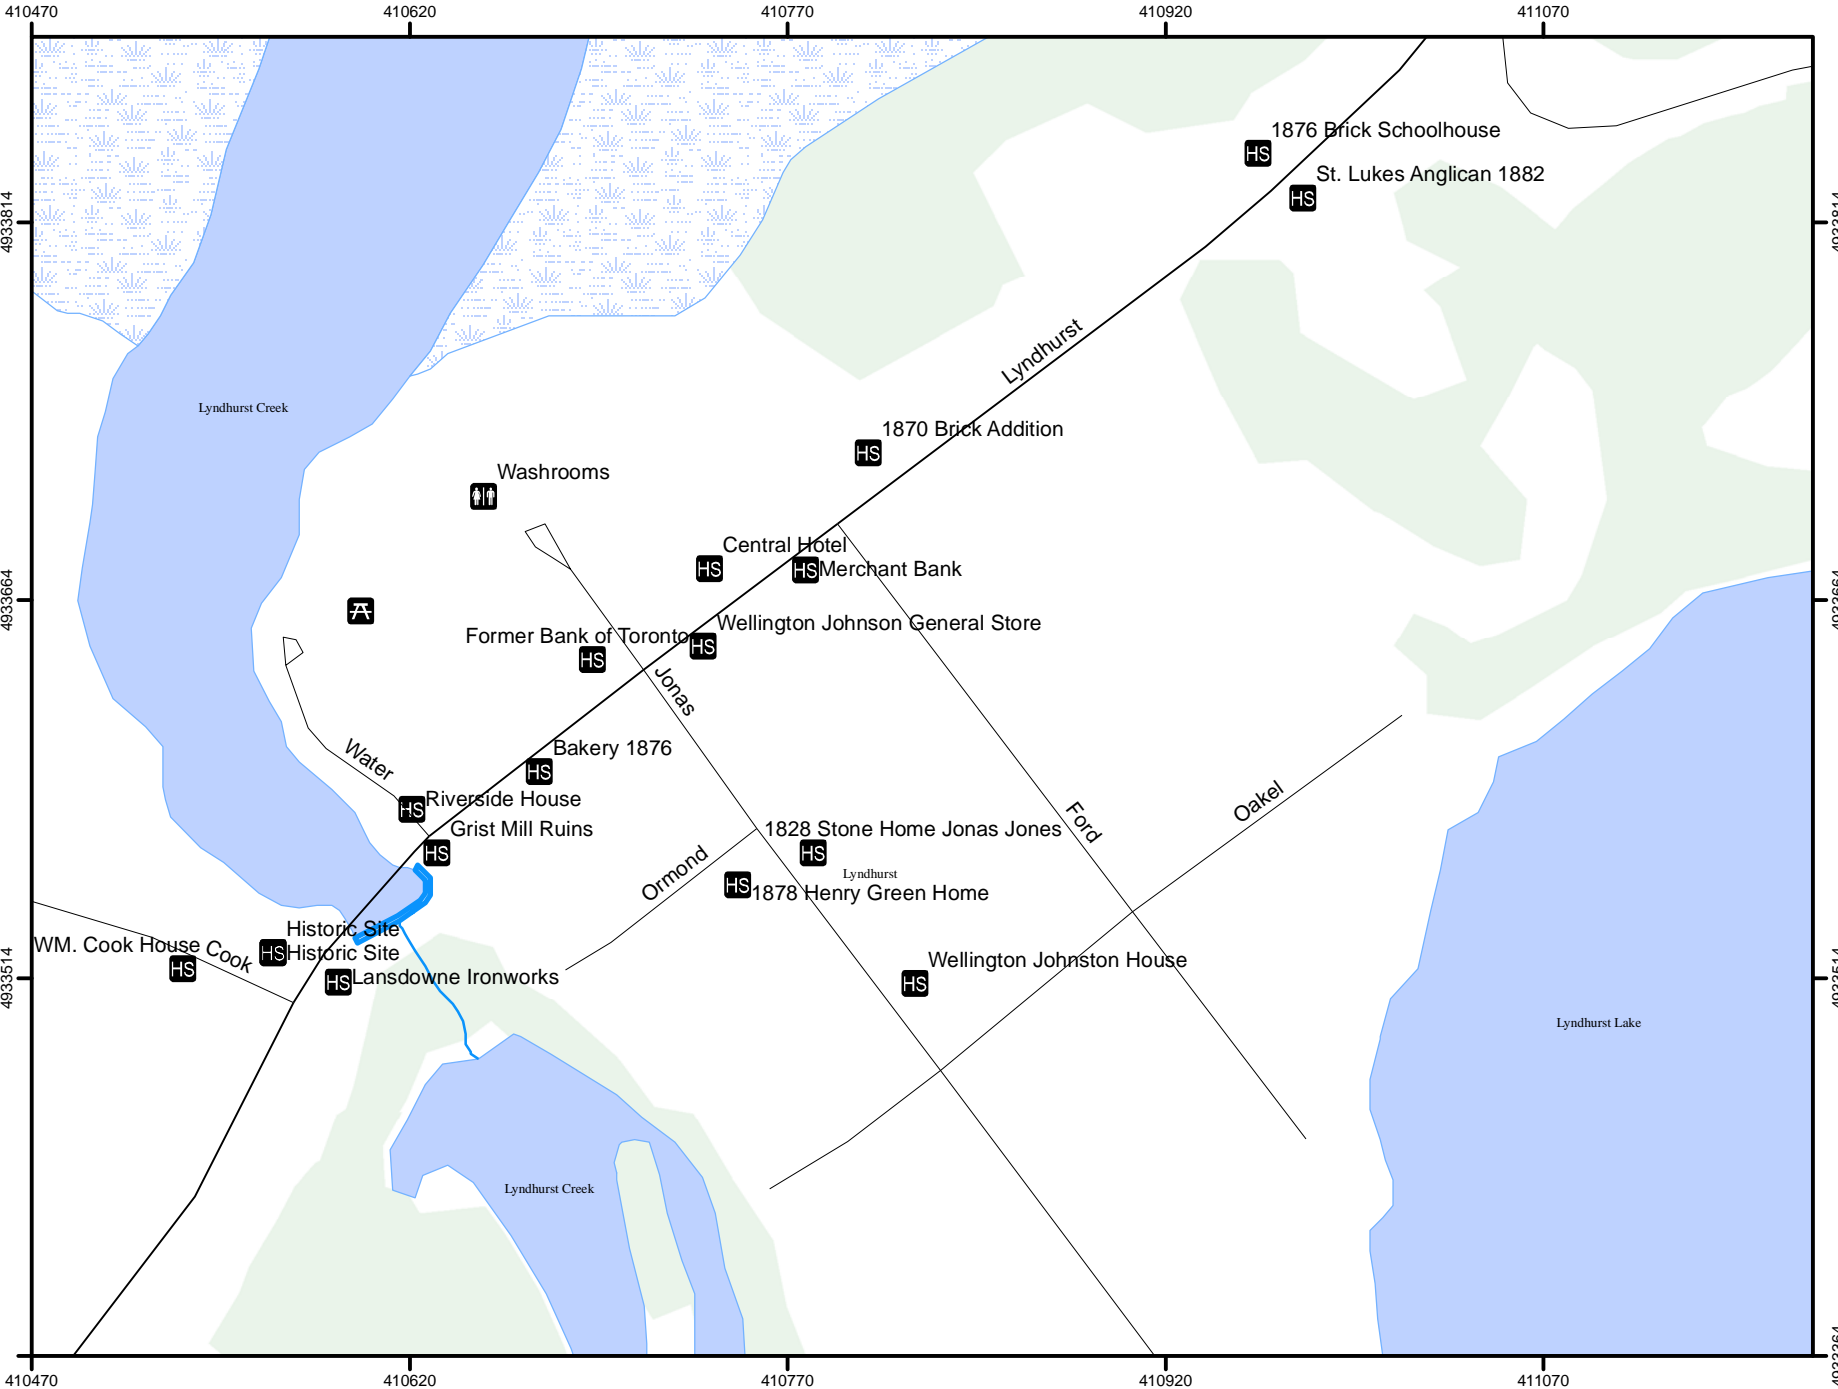 410470 410620 410770 410920 411070
1876 Brick Schoolhouse
HS
St. Lukes Anglican 1882
HS
4933814
4933814
Lyndhurst
Lyndhurst Creek
1870 Brick Addition
HS
Washrooms
Central Hotel
HS
HS Merchant Bank
4933664
4933664
Wellington Johnson General Store
HS
Former Bank of Toronto
HS
Jonas
Water
Bakery 1876
HS
Oakel
HS Riverside House
Ford
Grist Mill Ruins
HS
1828 Stone Home Jonas Jones
HS
Ormond
Lyndhurst
HS 1878 Henry Green Home
Historic Site
WM. Cook House
HS
Cook
HS Historic Site
HS Lansdowne Ironworks
Wellington Johnston House
HS
4933514
4933514
Lyndhurst Lake
Lyndhurst Creek
4933364
410470 410620 410770 410920 411070